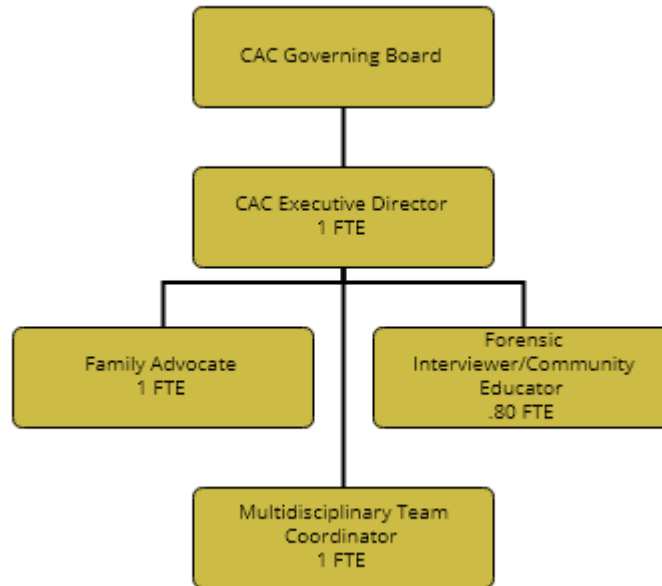 CAC Governing Board
CAC Executive Director
1 FTE
Family Advocate
1 FTE
Forensic
Interviewer/Community
Educator
.80 FTE
Multidisciplinary Team
Coordinator
1 FTE